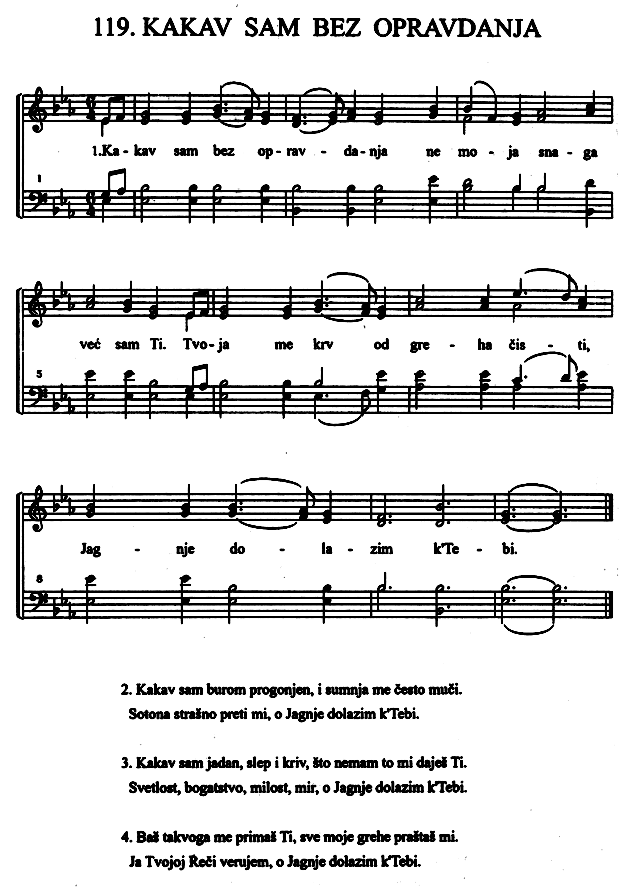 119. KAKAV SAM BEZ OPRAVDANJA
1.Ka - kav sam bez op - rav - da-nja ne mo - ja sna - ga
5
već sam Ti. Tvo-ja me krv od gre - ha čis - ti,
8
Jag - nje do - la - zim k'Te - bi.
2. Kakav sam burom progonjen, i sumnja me često muči.
Sotona strašno preti mi, o Jagnje dolazim k'Tebi.
3. Kakav sam jadan, slep i kriv, što nemam to mi daješ Ti.
Svetlost, bogatstvo, milost, mir, o Jagnje dolazim k'Tebi.
4. Baš takvoga me primaš Ti, sve moje grehe praštaš mi.
Ja Tvojoj Reči verujem, o Jagnje dolazim k'Tebi.